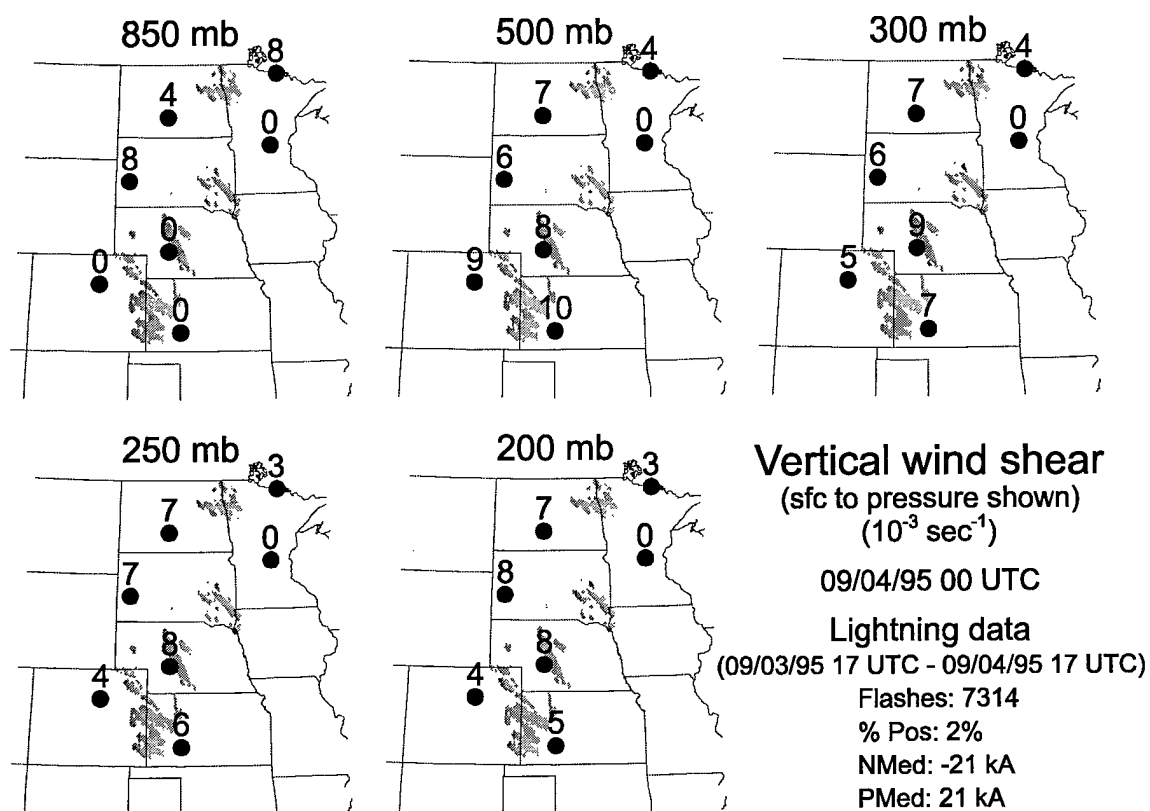 850 mb
8
4
0
8
0
0
0
500 mb
4
7
0
6
8
9
10
300 mb
4
7
0
6
9
5
7
250 mb
3
7
0
7
8
4
6
200 mb
3
7
0
8
8
4
5
Vertical wind shear
(sfc to pressure shown)
(10⁻³ sec⁻¹)
09/04/95 00 UTC
Lightning data
(09/03/95 17 UTC - 09/04/95 17 UTC)
Flashes: 7314
% Pos: 2%
NMed: -21 kA
PMed: 21 kA